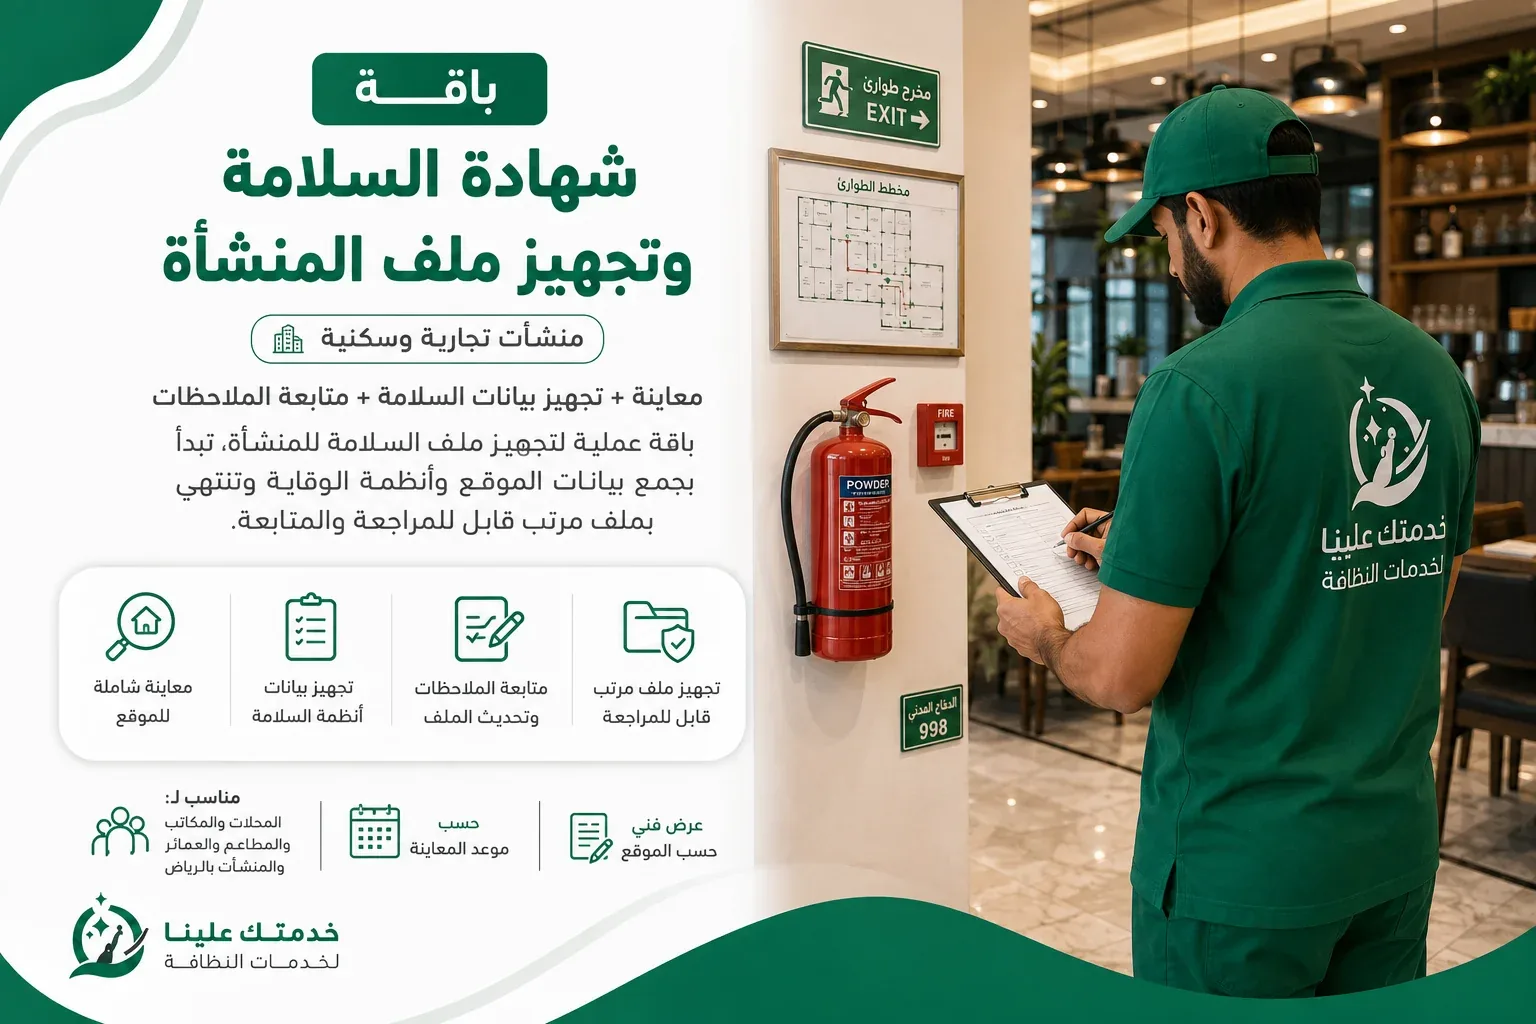 باقة
شهادة السلامة
وتجهيز ملف المنشأة
منشأت تجارية وسكنية
معاينة + تجهيز بيانات السلامة + متابعة الملاحظات
باقة عملية لتجهيز ملف السلامة للمنشأة، تبدأ
بجمع بيانات الموقع وأنظمة الوقاية وتنتهي
بملف مرتب قابل للمراجعة والمتابعة.
تجهيز ملف مرتب
قابل للمراجعة
متابعة الملاحظات
وتحديث الملف
تجهيز بيانات
أنظمة السلامة
معاينة شاملة
للموقع
عرض فني
حسب الموقع
حسب
موعد المعاينة
مناسب لـ:
المحلات والمكاتب
والمطاعم والعمائر
والمنشأت بالرياض
خدمتك علينا
لخدمات النظافة
مخرج طوارئ
EXIT
مخطط الطوارئ
FIRE
POWDER
الدفاع المدني
998
خدمتك علينا
لخدمات النظافة